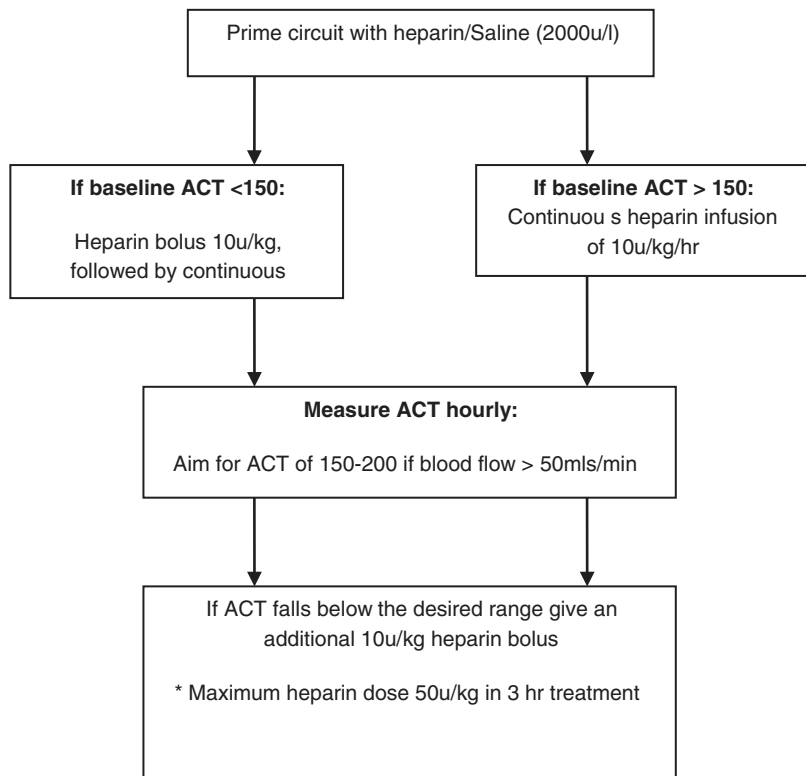 Prime circuit with heparin/Saline (2000u/l)
If baseline ACT <150:
Heparin bolus 10u/kg,
followed by continuous
If baseline ACT > 150:
Continuou s heparin infusion
of 10u/kg/hr
Measure ACT hourly:
Aim for ACT of 150-200 if blood flow > 50mls/min
If ACT falls below the desired range give an
additional 10u/kg heparin bolus
* Maximum heparin dose 50u/kg in 3 hr treatment